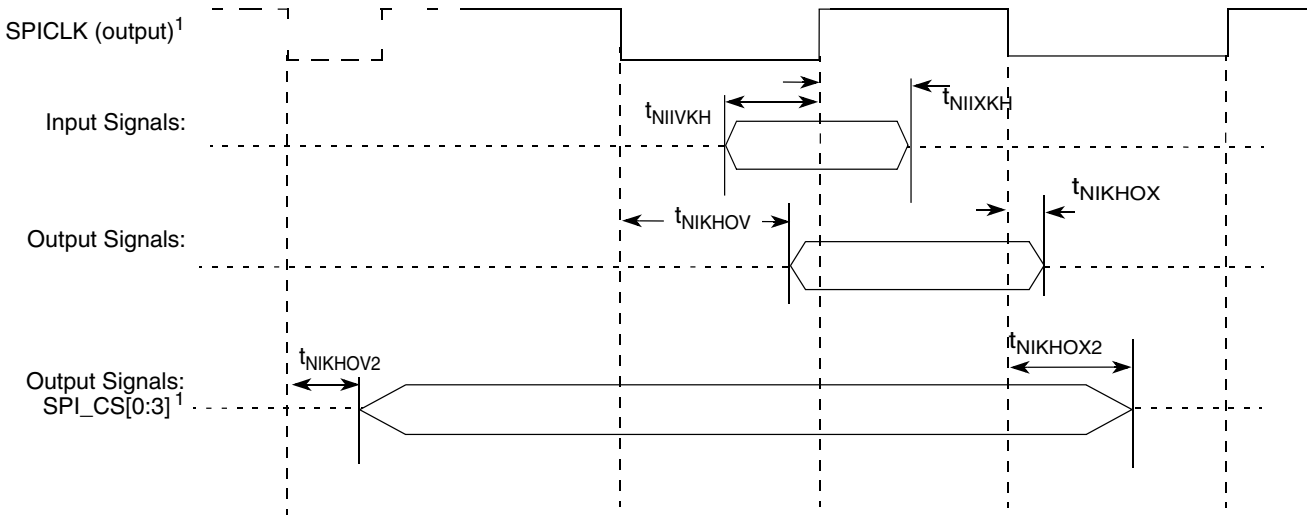 SPICLK (output)1
tNIIVKH
tNIIXKH
Input Signals:
tNIKHOX
tNIKHOV
Output Signals:
tNIKHOV2
tNIKHOX2
Output Signals:
SPI_CS[0:3] 1